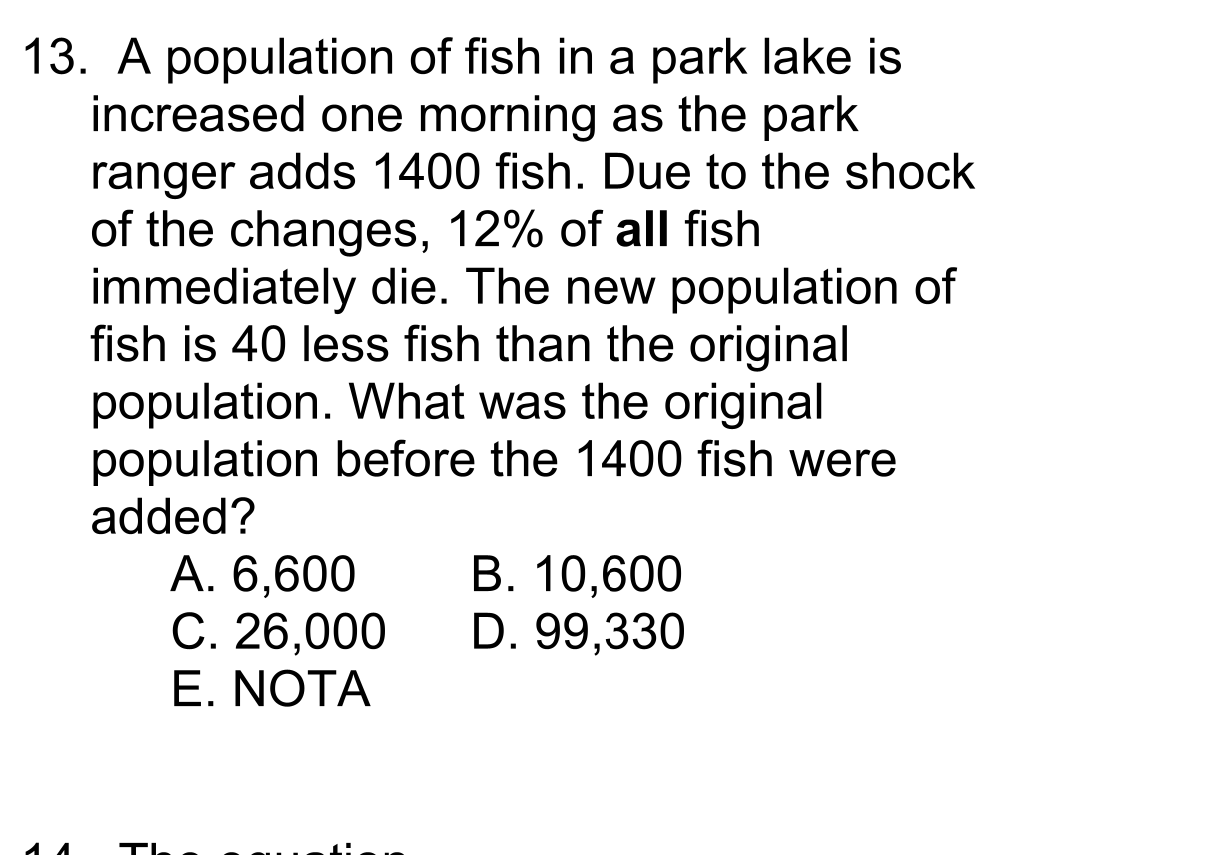 13. A population of fish in a park lake is
increased one morning as the park
ranger adds 1400 fish. Due to the shock
of the changes, 12% of all fish
immediately die. The new population of
fish is 40 less fish than the original
population. What was the original
population before the 1400 fish were
added?
A. 6,600 B. 10,600
C. 26,000 D. 99,330
E. NOTA
14. The equation